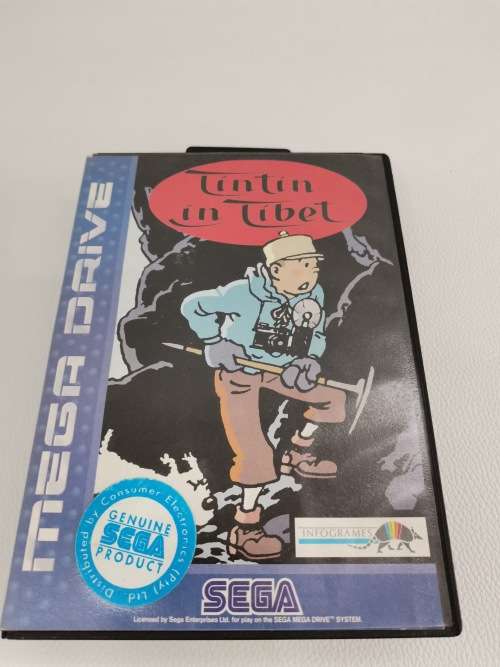 Tintin
in Tibet
MEGA DRIVE
INFOGRAMES
Distributed by Consumer Electronics (Pty) Ltd.
GENUINE
SEGA
PRODUCT
SEGA
Licensed by Sega Enterprises Ltd. for play on the SEGA MEGA DRIVE™ SYSTEM.